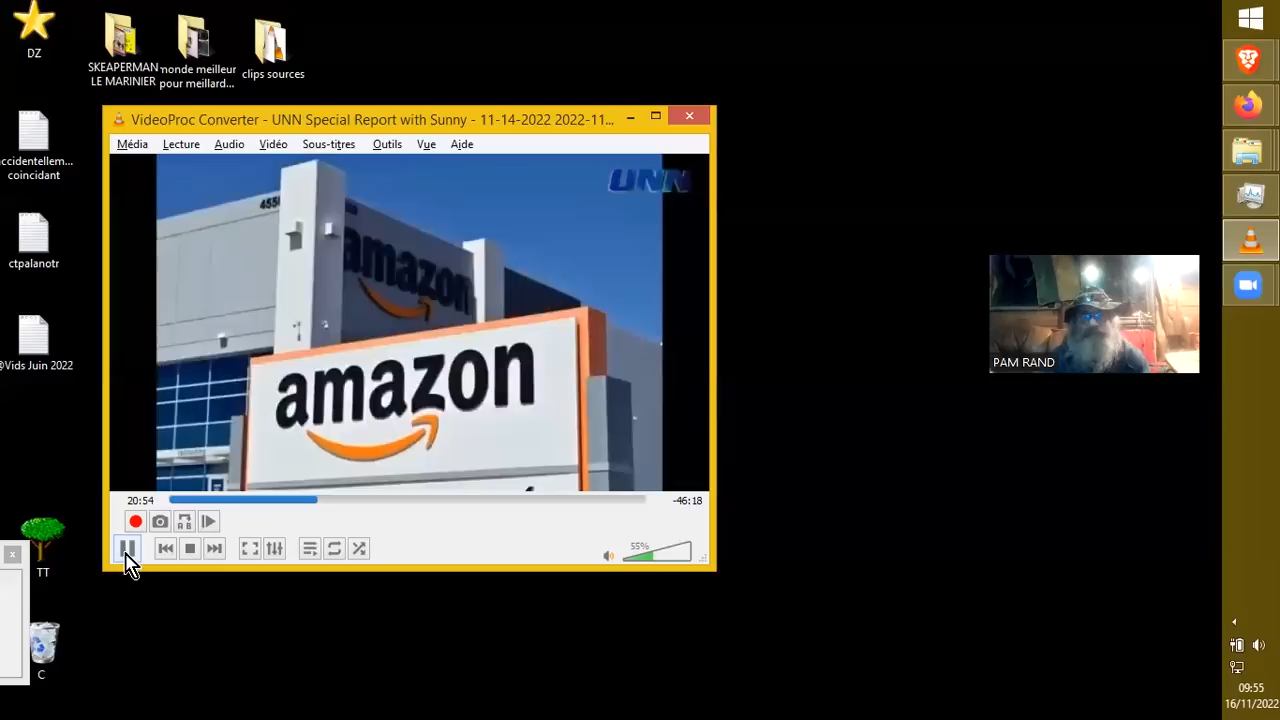 DZ
SKEAPERMAN
LE MARINIER
monde meilleur
pour meillard...
clips sources
VideoProc Converter - UNN Special Report with Sunny - 11-14-2022 2022-11...
Média Lecture Audio Vidéo Sous-titres Outils Vue Aide
UNN
amazon
amazon
accidentellem...
coincidant
ctpalanotr
@Vids Juin 2022
PAM RAND
20:54 -46:18
A B
55%
TT
C
09:55
16/11/2022